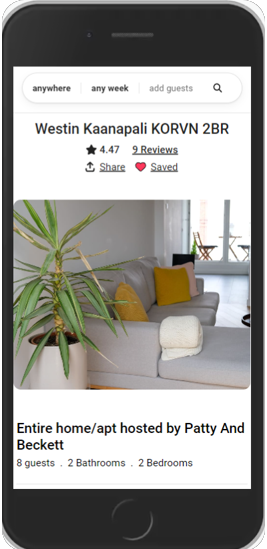 anywhere any week add guests
Westin Kaanapali KORVN 2BR
4.47 9 Reviews
Share Saved
Entire home/apt hosted by Patty And
Beckett
8 guests . 2 Bathrooms . 2 Bedrooms